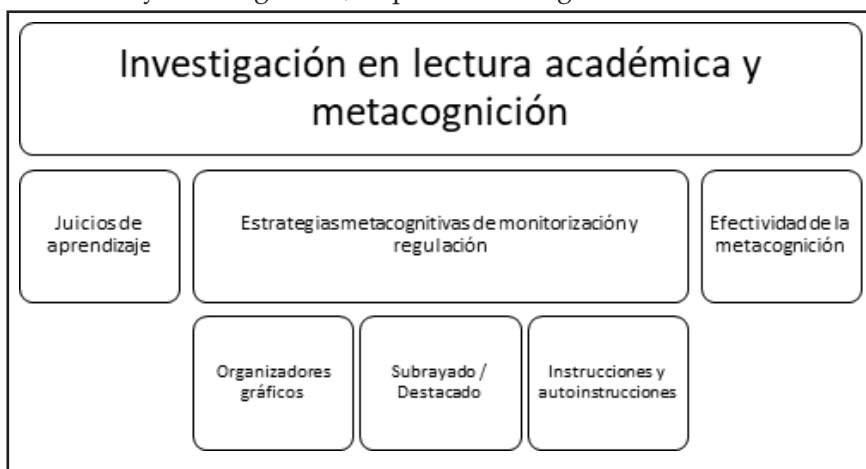 Investigación en lectura académica y
metacognición
Juicios de
aprendizaje
Estrategias metacognitivas de monitorización y
regulación
Efectividad de la
metacognición
Organizadores
gráficos
Subrayado /
Destacado
Instrucciones y
autoinstrucciones